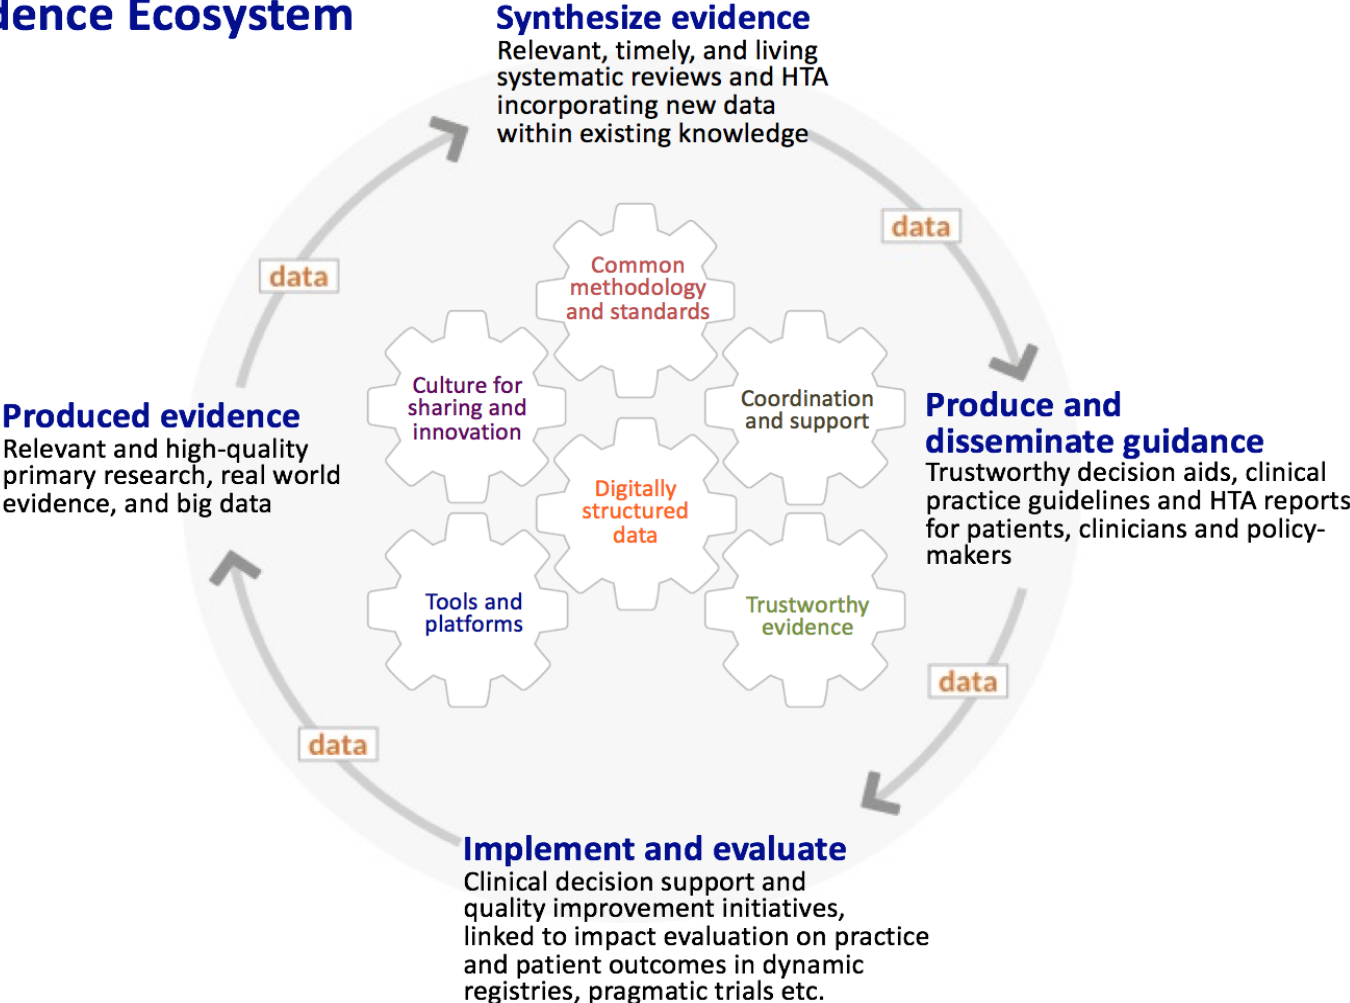 dence Ecosystem
Synthesize evidence
Relevant, timely, and living
systematic reviews and HTA
incorporating new data
within existing knowledge
data
data
Common
methodology
and standards
Culture for
sharing and
innovation
Coordination
and support
Digitally
structured
data
Tools and
platforms
Trustworthy
evidence
Produced evidence
Relevant and high-quality
primary research, real world
evidence, and big data
Produce and
disseminate guidance
Trustworthy decision aids, clinical
practice guidelines and HTA reports
for patients, clinicians and policy-
makers
data
data
Implement and evaluate
Clinical decision support and
quality improvement initiatives,
linked to impact evaluation on practice
and patient outcomes in dynamic
registries, pragmatic trials etc.